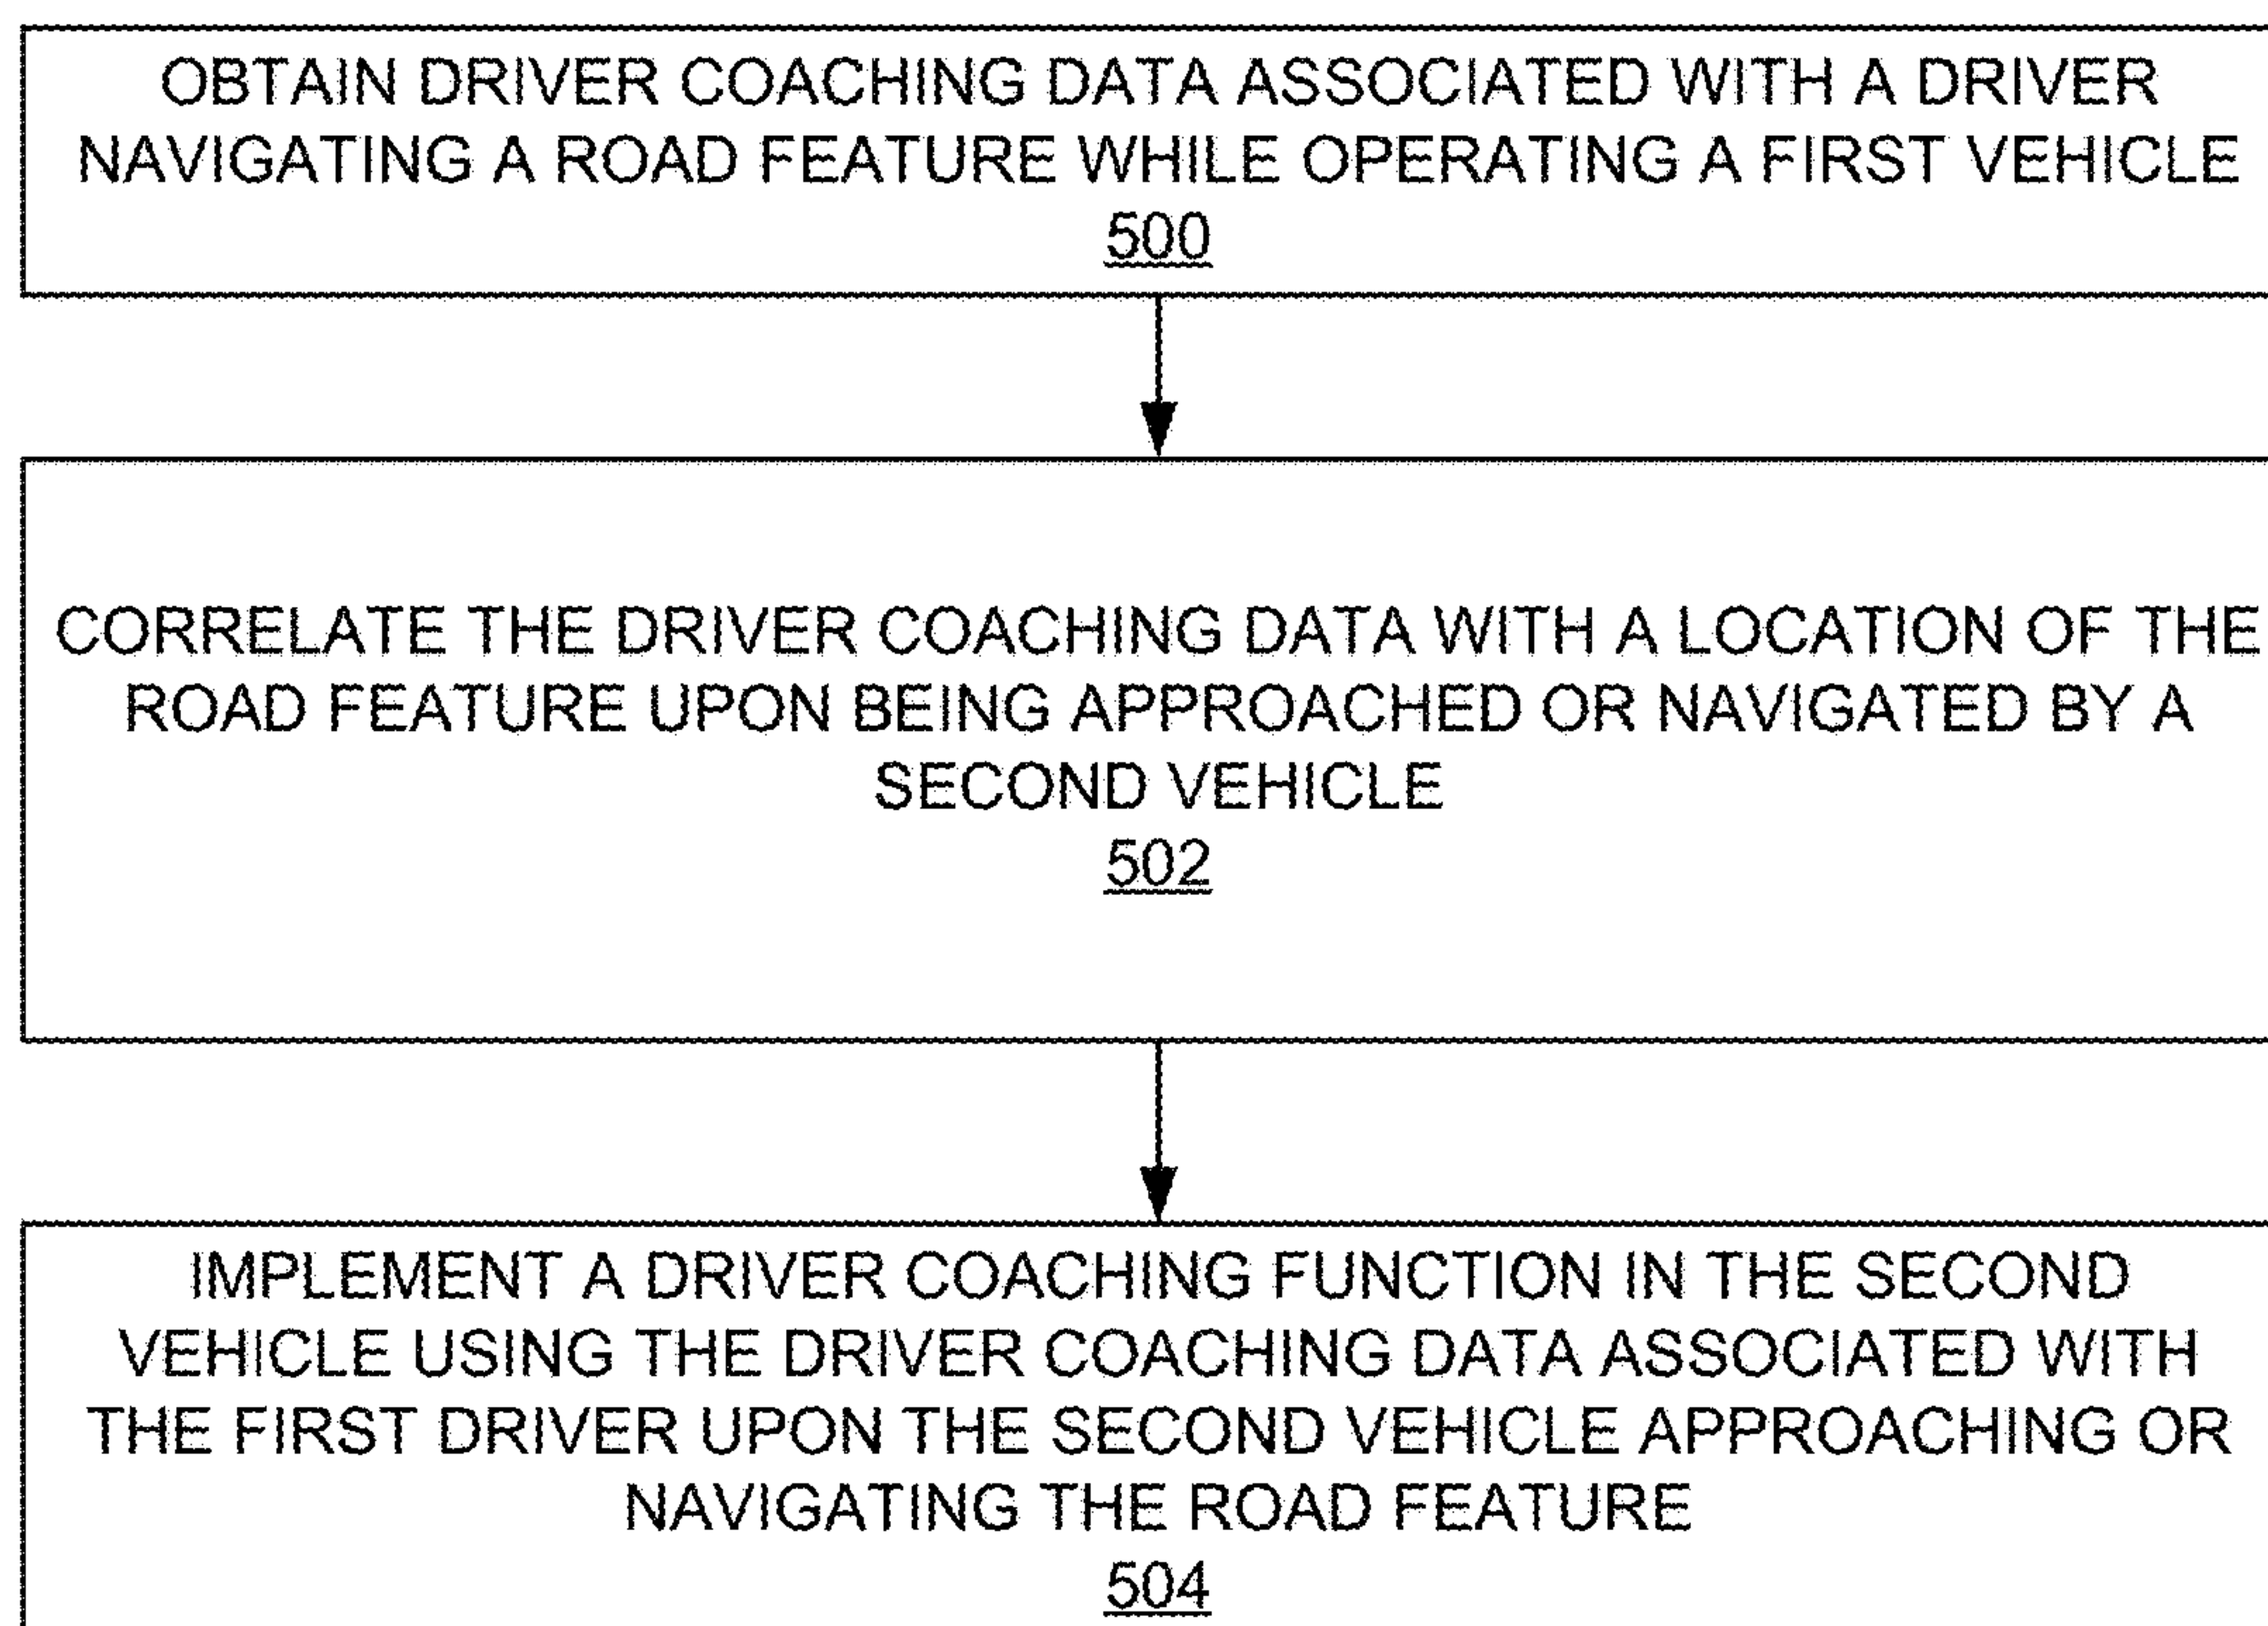 OBTAIN DRIVER COACHING DATA ASSOCIATED WITH A DRIVER
NAVIGATING A ROAD FEATURE WHILE OPERATING A FIRST VEHICLE
500
CORRELATE THE DRIVER COACHING DATA WITH A LOCATION OF THE
ROAD FEATURE UPON BEING APPROACHED OR NAVIGATED BY A
SECOND VEHICLE
502
IMPLEMENT A DRIVER COACHING FUNCTION IN THE SECOND
VEHICLE USING THE DRIVER COACHING DATA ASSOCIATED WITH
THE FIRST DRIVER UPON THE SECOND VEHICLE APPROACHING OR
NAVIGATING THE ROAD FEATURE
504